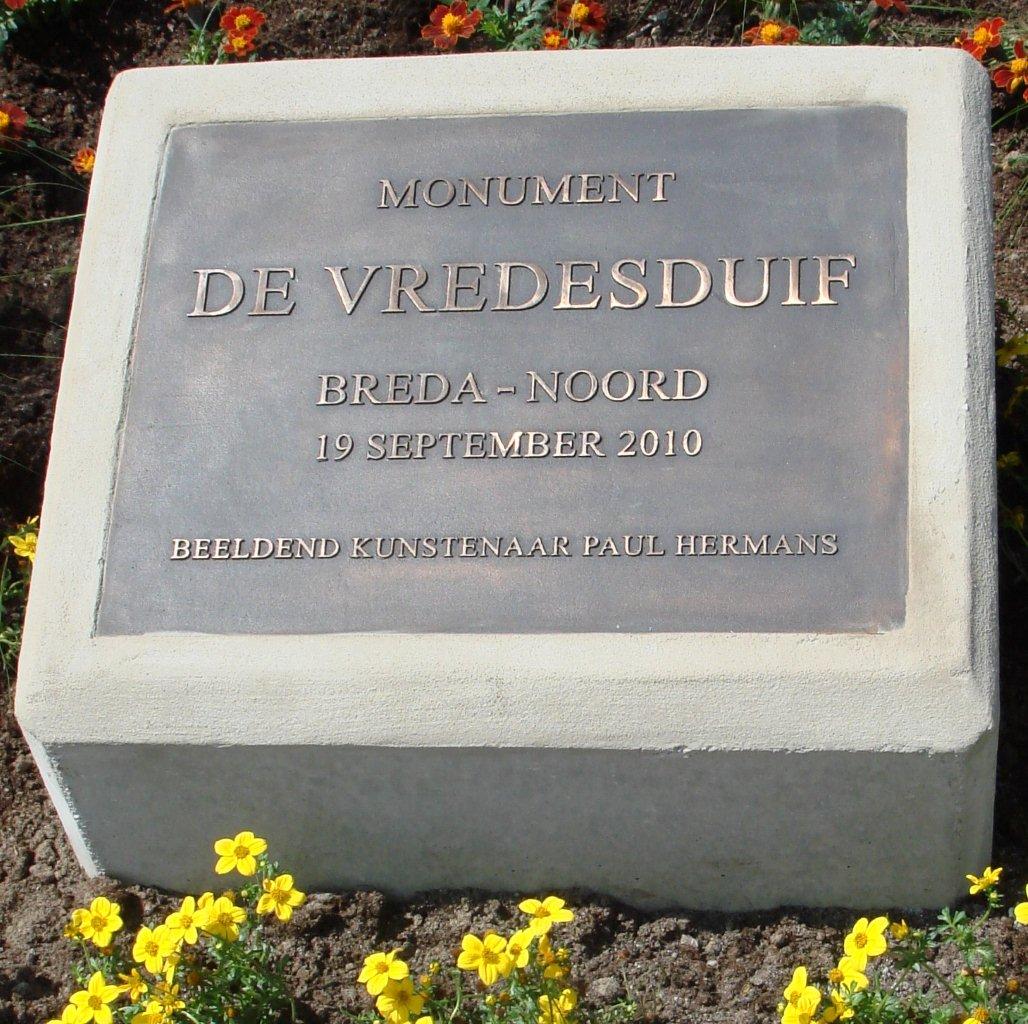 MONUMENT
DE VREDESDUIF
BREDA - NOORD
19 SEPTEMBER 2010
BEELDEND KUNSTENAAR PAUL HERMANS